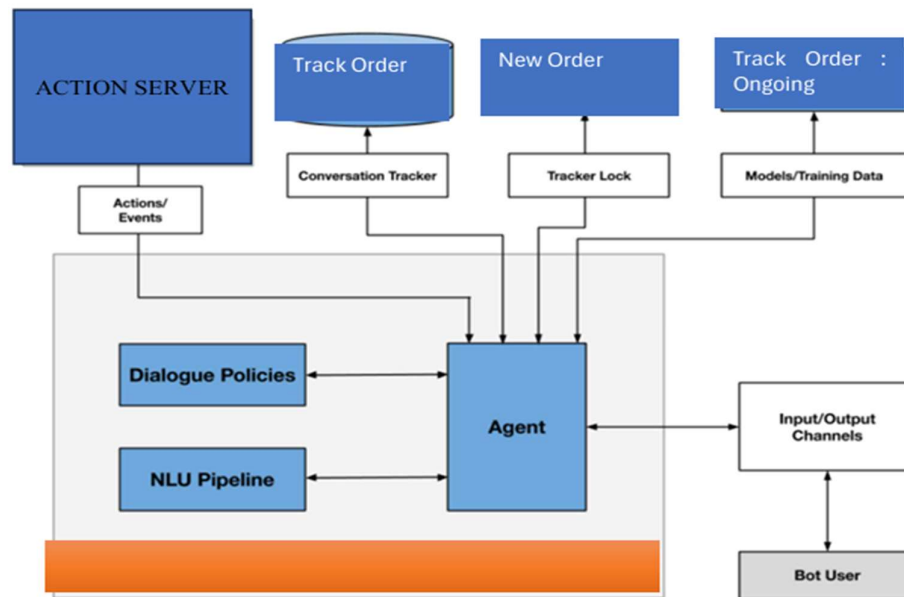 ACTION SERVER
Track Order
New Order
Track Order :
Ongoing
Actions/
Events
Conversation Tracker
Tracker Lock
Models/Training Data
Dialogue Policies
Agent
NLU Pipeline
Input/Output
Channels
Bot User